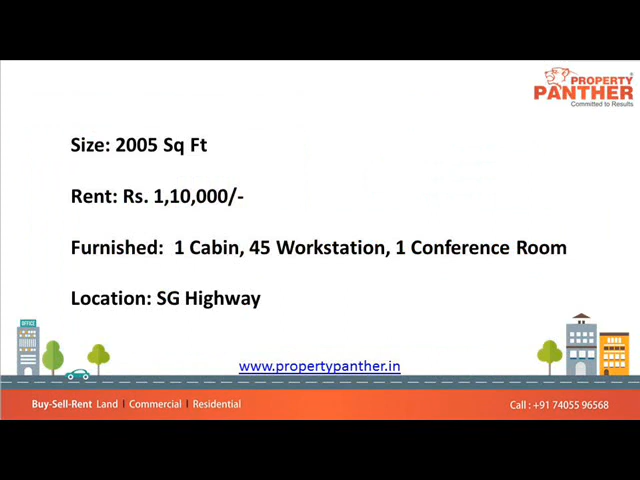 PROPERTY
PANTHER
Committed to Results
Size: 2005 Sq Ft
Rent: Rs. 1,10,000/-
Furnished:  1 Cabin, 45 Workstation, 1 Conference Room
Location: SG Highway
OFFICE
www.propertypanther.in
Buy-Sell-Rent Land | Commercial | Residential
Call : +91 74055 96568